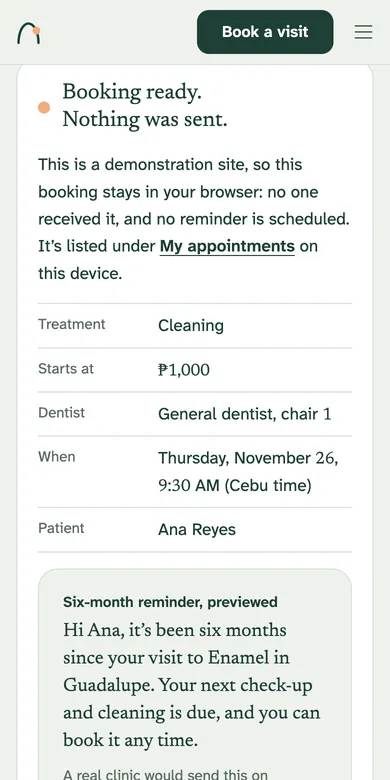 Book a visit
Booking ready.
Nothing was sent.
This is a demonstration site, so this
booking stays in your browser: no one
received it, and no reminder is scheduled.
It’s listed under My appointments on
this device.
Treatment Cleaning
Starts at ₱1,000
Dentist General dentist, chair 1
When Thursday, November 26,
9:30 AM (Cebu time)
Patient Ana Reyes
Six-month reminder, previewed
Hi Ana, it’s been six months
since your visit to Enamel in
Guadalupe. Your next check-up
and cleaning is due, and you can
book it any time.
A real clinic would send this on